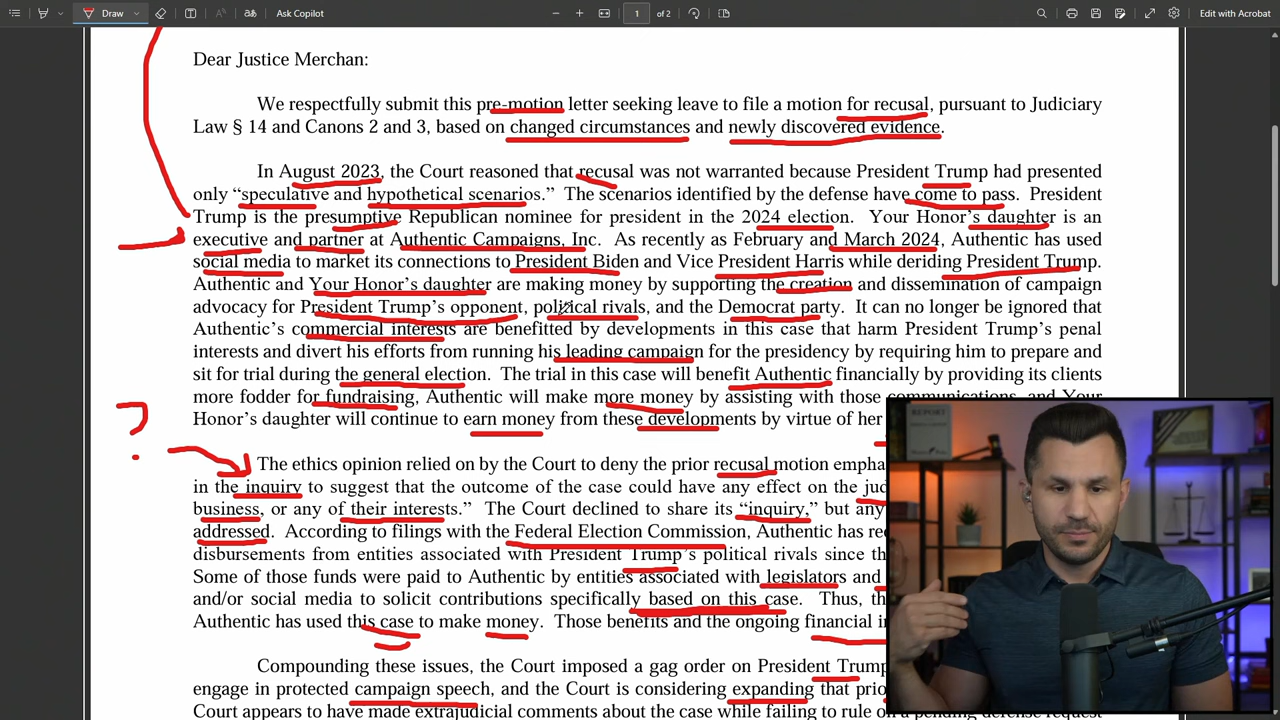 Draw
Ask Copilot
1 of 2
Edit with Acrobat
Dear Justice Merchan:
We respectfully submit this pre-motion letter seeking leave to file a motion for recusal, pursuant to Judiciary
Law § 14 and Canons 2 and 3, based on changed circumstances and newly discovered evidence.
In August 2023, the Court reasoned that recusal was not warranted because President Trump had presented
only “speculative and hypothetical scenarios.” The scenarios identified by the defense have come to pass. President
Trump is the presumptive Republican nominee for president in the 2024 election. Your Honor’s daughter is an
executive and partner at Authentic Campaigns, Inc. As recently as February and March 2024, Authentic has used
social media to market its connections to President Biden and Vice President Harris while deriding President Trump.
Authentic and Your Honor’s daughter are making money by supporting the creation and dissemination of campaign
advocacy for President Trump’s opponent, political rivals, and the Democrat party. It can no longer be ignored that
Authentic’s commercial interests are benefitted by developments in this case that harm President Trump’s penal
interests and divert his efforts from running his leading campaign for the presidency by requiring him to prepare and
sit for trial during the general election. The trial in this case will benefit Authentic financially by providing its clients
more fodder for fundraising, Authentic will make more money by assisting with those communications, and Your
Honor’s daughter will continue to earn money from these developments by virtue of her
?
The ethics opinion relied on by the Court to deny the prior recusal motion
in the inquiry to suggest that the outcome of the case could have any effect on the
business, or any of their interests.” The Court declined to share its “inquiry,” but
addressed. According to filings with the Federal Election Commission, Authentic has
disbursements from entities associated with President Trump’s political rivals since
Some of those funds were paid to Authentic by entities associated with legislators and
and/or social media to solicit contributions specifically based on this case. Thus,
Authentic has used this case to make money. Those benefits and the ongoing financial
Compounding these issues, the Court imposed a gag order on President Trump
engage in protected campaign speech, and the Court is considering expanding that
Court appears to have made extrajudicial comments about the case while failing to rule
REPORT